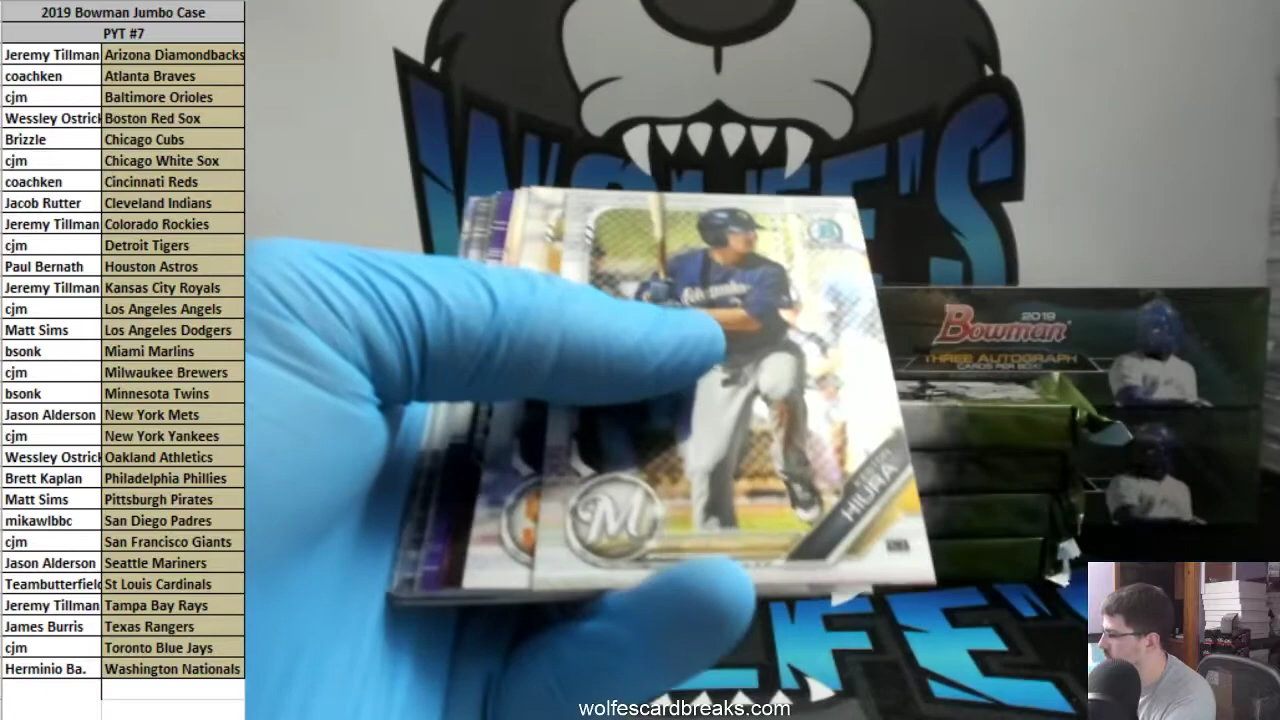 2019 Bowman Jumbo Case
PYT #7
Jeremy Tillman Arizona Diamondbacks
coachken Atlanta Braves
cjm Baltimore Orioles
Wessley Ostrick Boston Red Sox
Brizzle Chicago Cubs
cjm Chicago White Sox
coachken Cincinnati Reds
Jacob Rutter Cleveland Indians
Jeremy Tillman Colorado Rockies
cjm Detroit Tigers
Paul Bernath Houston Astros
Jeremy Tillman Kansas City Royals
cjm Los Angeles Angels
Matt Sims Los Angeles Dodgers
bsonk Miami Marlins
cjm Milwaukee Brewers
bsonk Minnesota Twins
Jason Alderson New York Mets
cjm New York Yankees
Wessley Ostrick Oakland Athletics
Brett Kaplan Philadelphia Phillies
Matt Sims Pittsburgh Pirates
mikawlbbc San Diego Padres
cjm San Francisco Giants
Jason Alderson Seattle Mariners
Teambutterfield St Louis Cardinals
Jeremy Tillman Tampa Bay Rays
James Burris Texas Rangers
cjm Toronto Blue Jays
Herminio Ba. Washington Nationals
WOLFE'S
2019
Bowman
THREE AUTOGRAPH
CARDS PER BOX!
M
HIURA
wolfescardbreaks.com